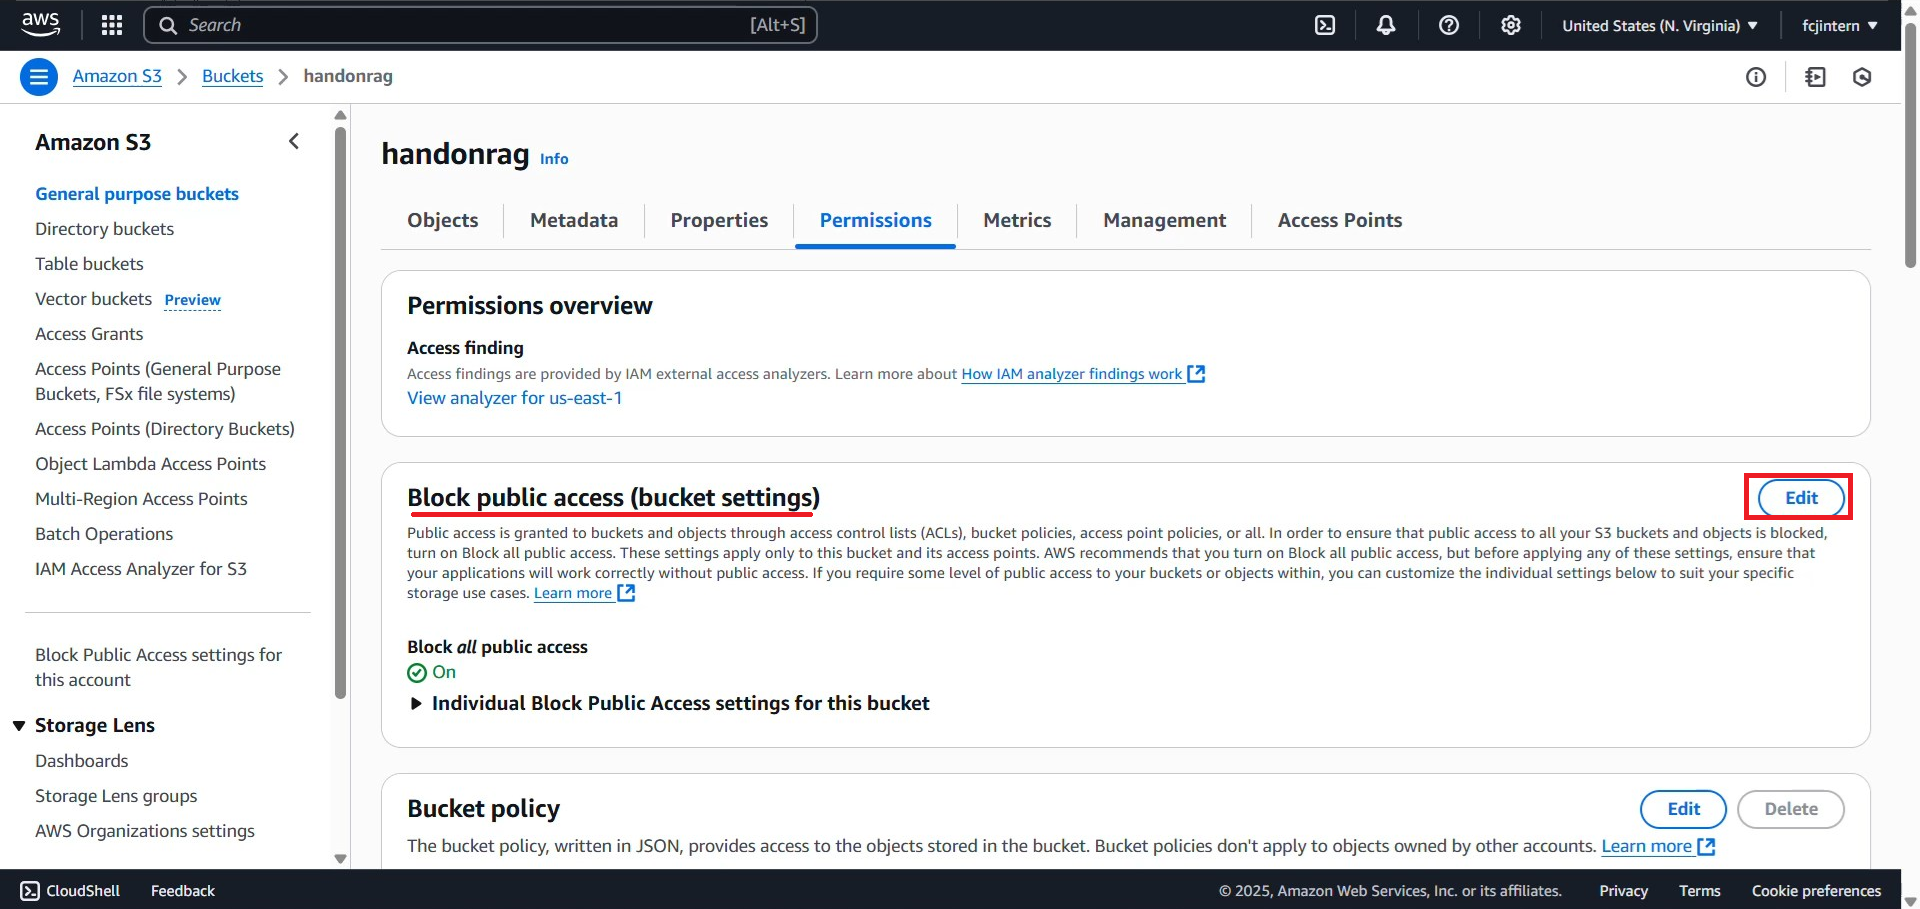 aws
Search [Alt+S]
United States (N. Virginia)
fcjintern
Amazon S3 > Buckets > handonrag
Amazon S3
General purpose buckets
Directory buckets
Table buckets
Vector buckets Preview
Access Grants
Access Points (General Purpose
Buckets, FSx file systems)
Access Points (Directory Buckets)
Object Lambda Access Points
Multi-Region Access Points
Batch Operations
IAM Access Analyzer for S3
Block Public Access settings for
this account
Storage Lens
Dashboards
Storage Lens groups
AWS Organizations settings
handonrag Info
Objects Metadata Properties Permissions Metrics Management Access Points
Permissions overview
Access finding
Access findings are provided by IAM external access analyzers. Learn more about How IAM analyzer findings work
View analyzer for us-east-1
Block public access (bucket settings)
Edit
Public access is granted to buckets and objects through access control lists (ACLs), bucket policies, access point policies, or all. In order to ensure that public access to all your S3 buckets and objects is blocked,
turn on Block all public access. These settings apply only to this bucket and its access points. AWS recommends that you turn on Block all public access, but before applying any of these settings, ensure that
your applications will work correctly without public access. If you require some level of public access to your buckets or objects within, you can customize the individual settings below to suit your specific
storage use cases. Learn more
Block all public access
On
Individual Block Public Access settings for this bucket
Bucket policy
Edit Delete
The bucket policy, written in JSON, provides access to the objects stored in the bucket. Bucket policies don't apply to objects owned by other accounts. Learn more
CloudShell Feedback
© 2025, Amazon Web Services, Inc. or its affiliates. Privacy Terms Cookie preferences